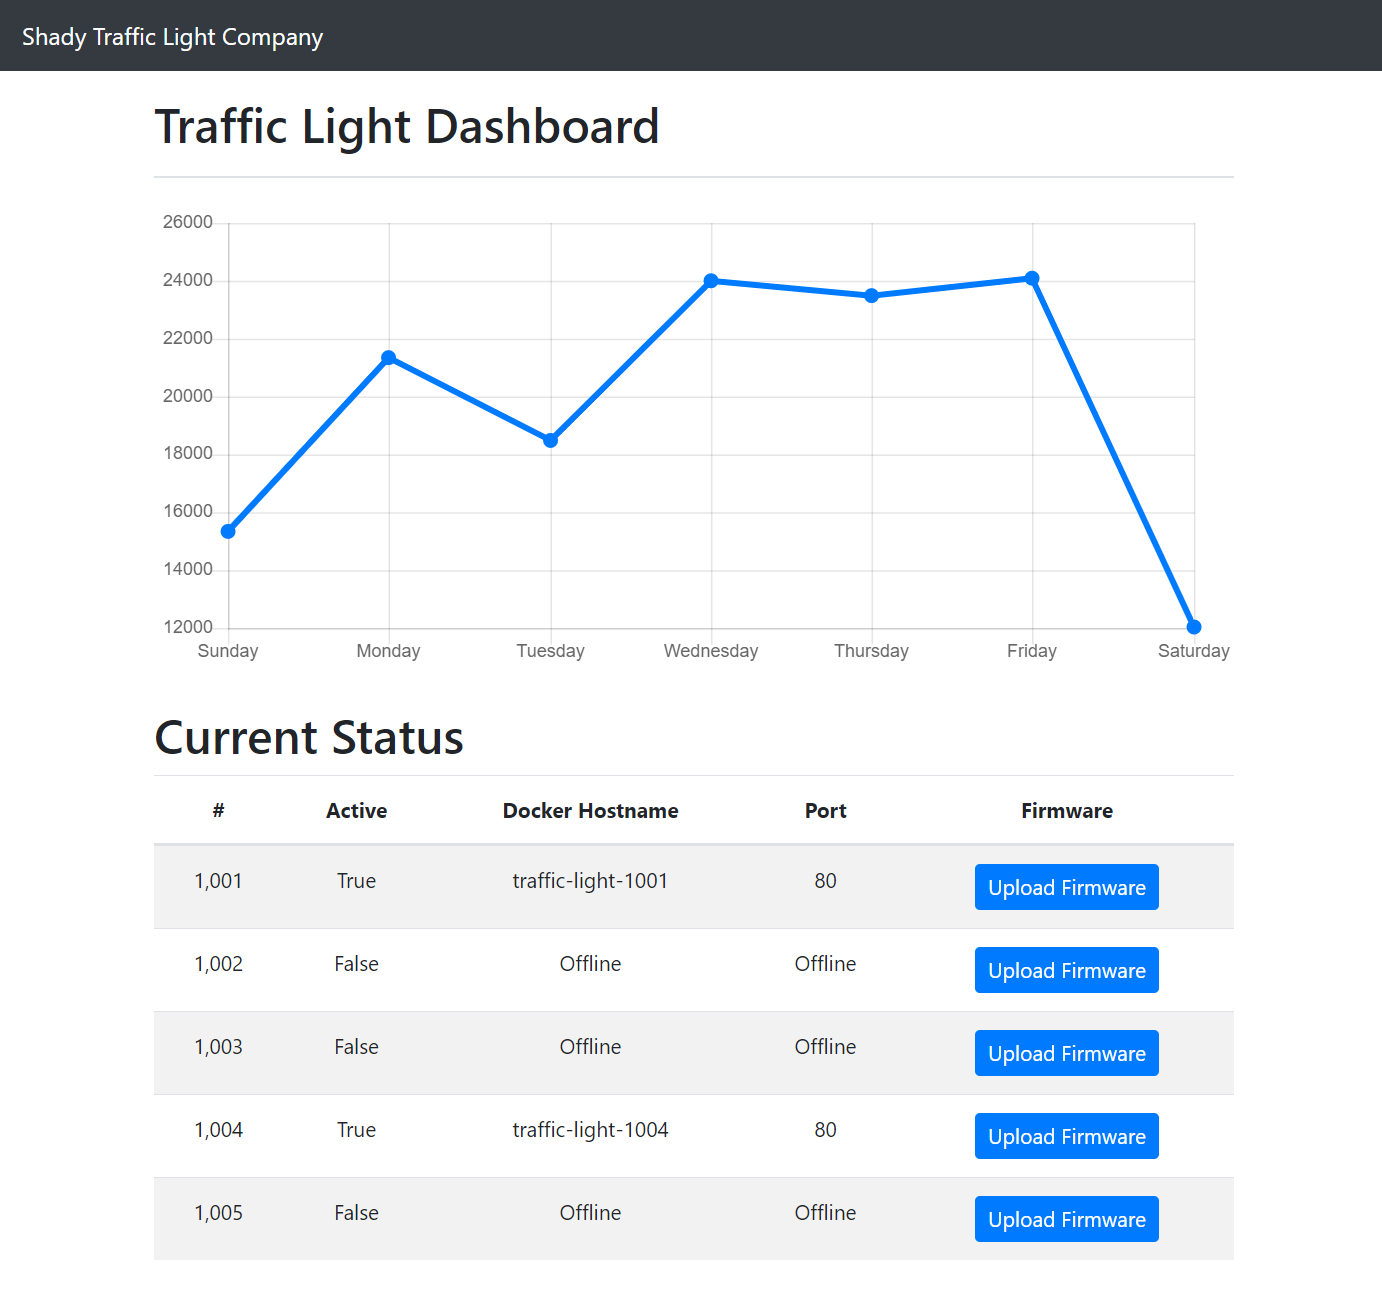 Shady Traffic Light Company
Traffic Light Dashboard
26000
24000
22000
20000
18000
16000
14000
12000
Sunday Monday Tuesday Wednesday Thursday Friday Saturday
Current Status
# Active Docker Hostname Port Firmware
1,001 True traffic-light-1001 80 Upload Firmware
1,002 False Offline Offline Upload Firmware
1,003 False Offline Offline Upload Firmware
1,004 True traffic-light-1004 80 Upload Firmware
1,005 False Offline Offline Upload Firmware